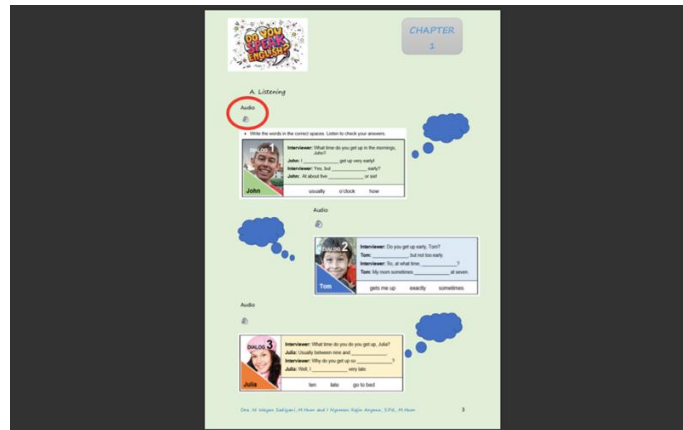 DO YOU
SPEAK
ENGLISH?
CHAPTER
1
A. Listening
Audio
Write the words in the correct spaces. Listen to check your answers.
DIALOG 1
John
Interviewer: What time do you get up in the mornings,
John?
John: I ____________ get up very early!
Interviewer: Yes, but ____________ early?
John: At about five ____________ or so!
usually o'clock how
Audio
DIALOG 2
Tom
Interviewer: Do you get up early, Tom?
Tom: ____________, but not too early.
Interviewer: So, at what time, ____________?
Tom: My mom sometimes ____________ at seven.
gets me up exactly sometimes
Audio
DIALOG 3
Julia
Interviewer: What time do you do you get up, Julia?
Julia: Usually between nine and ____________.
Interviewer: Why do you get up so ____________?
Julia: Well, I ____________ very late.
ten late go to bed
3